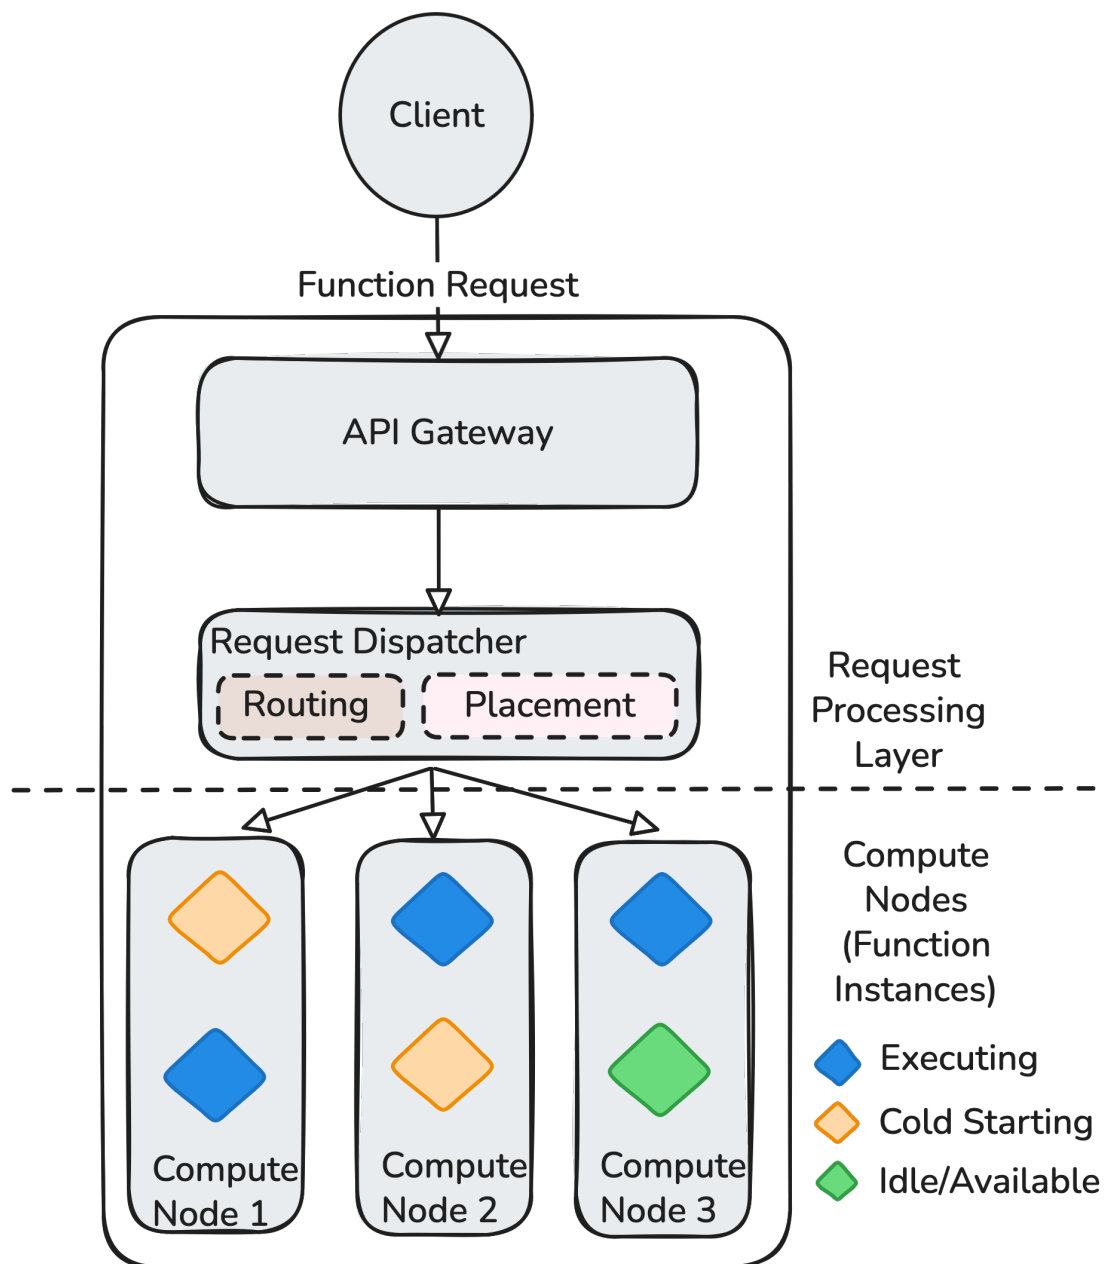 Client
Function Request
API Gateway
Request Dispatcher
Routing
Placement
Request
Processing
Layer
Compute
Nodes
(Function
Instances)
Executing
Cold Starting
Idle/Available
Compute
Node 1
Compute
Node 2
Compute
Node 3